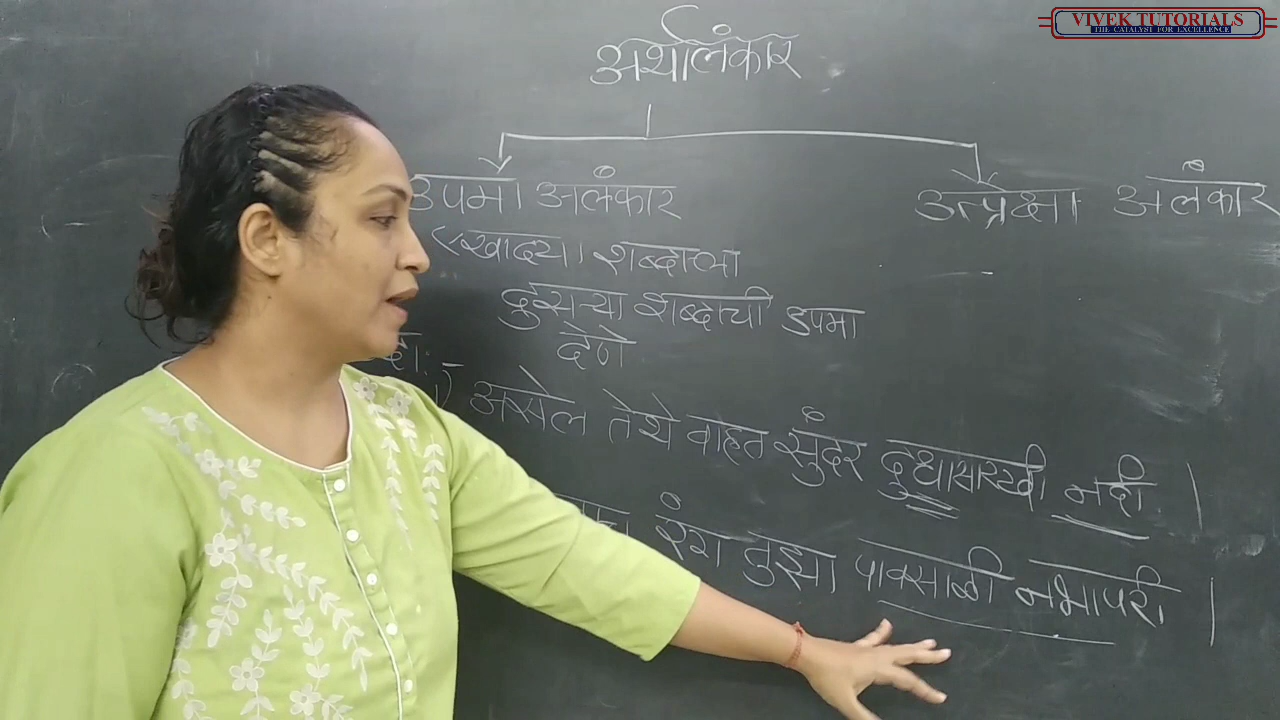 VIVEK TUTORIALS
THE CATALYST FOR EXCELLENCE
अर्थालंकार
उपमा अलंकार
उत्प्रेक्षा अलंकार
एखादया शब्दाला
दुसऱ्या शब्दाची उपमा
देणे
असेल तेथे वाहत सुंदर दुधासारखी नदी |
रंग तुझा पावसाळी नभापरी |